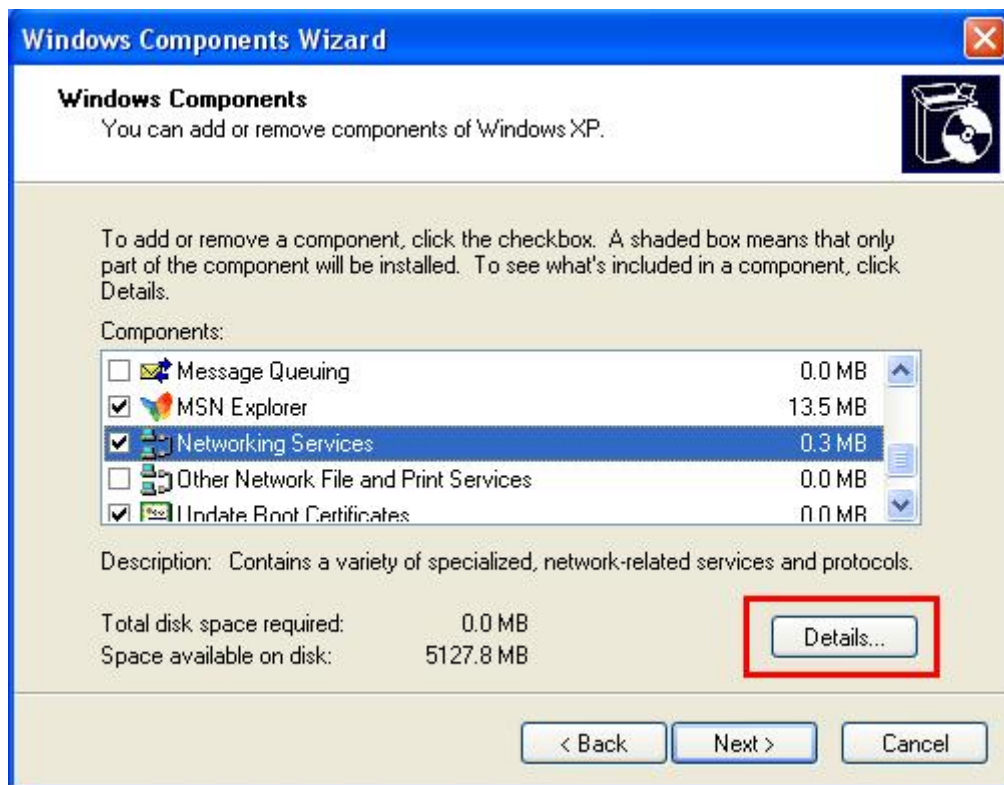 Windows Components Wizard
Windows Components
You can add or remove components of Windows XP.
To add or remove a component, click the checkbox. A shaded box means that only
part of the component will be installed. To see what's included in a component, click
Details.
Components:
Message Queuing 0.0 MB
MSN Explorer 13.5 MB
Networking Services 0.3 MB
Other Network File and Print Services 0.0 MB
Update Root Certificates 0.0 MB
Description: Contains a variety of specialized, network-related services and protocols.
Total disk space required: 0.0 MB
Space available on disk: 5127.8 MB
Details...
< Back Next > Cancel